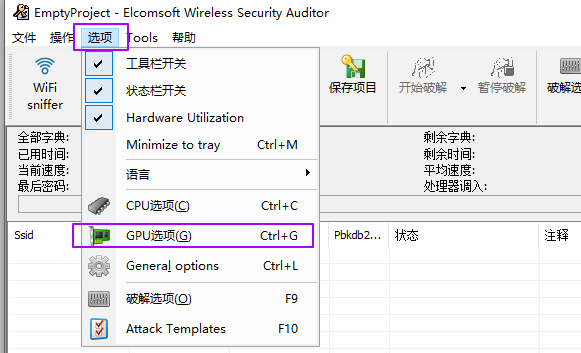 EmptyProject - Elcomsoft Wireless Security Auditor
文件 操作 选项 Tools 帮助
WiFi
sniffer
工具栏开关
状态栏开关
Hardware Utilization
Minimize to tray Ctrl+M
语言
CPU选项(C) Ctrl+C
GPU选项(G) Ctrl+G
General options Ctrl+L
破解选项(O) F9
Attack Templates F10
保存项目 开始破解 暂停破解 破解选
全部字典: 剩余字典:
已用时间: 剩余时间:
当前速度: 平均速度:
最后密码: 处理器调入:
Ssid Pbkdb2... 状态 注释